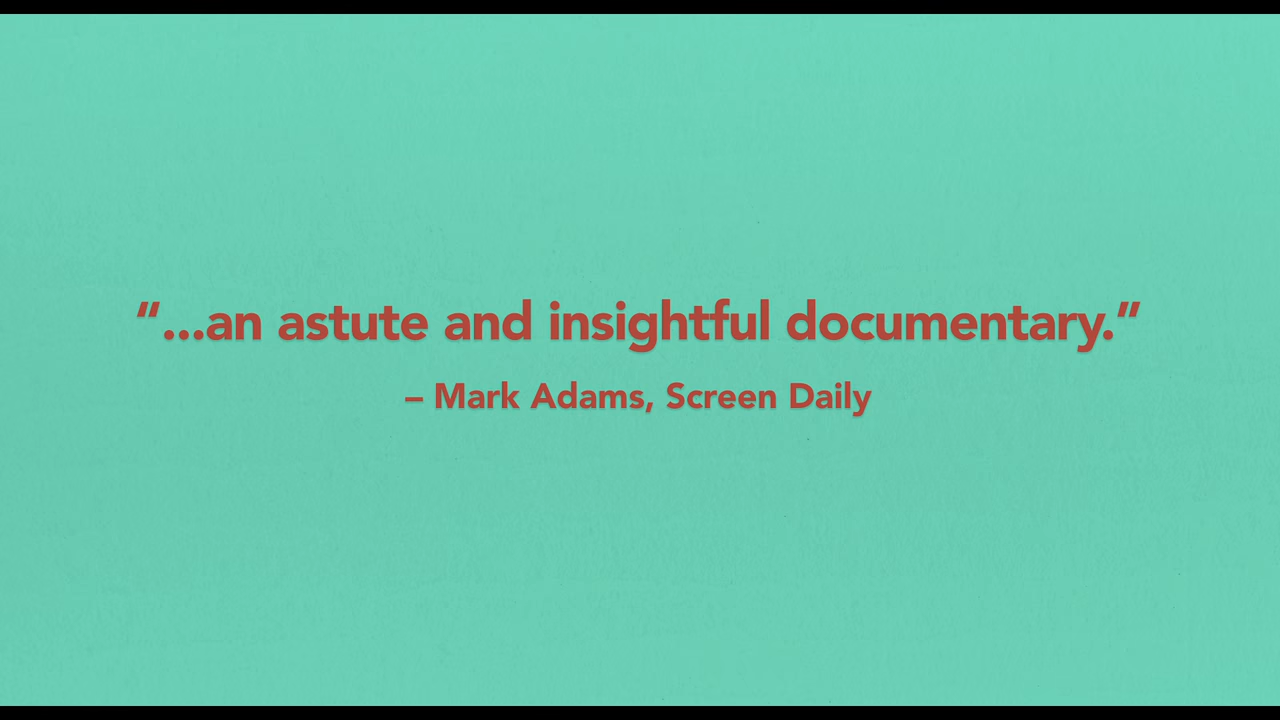 “...an astute and insightful documentary.”
– Mark Adams, Screen Daily